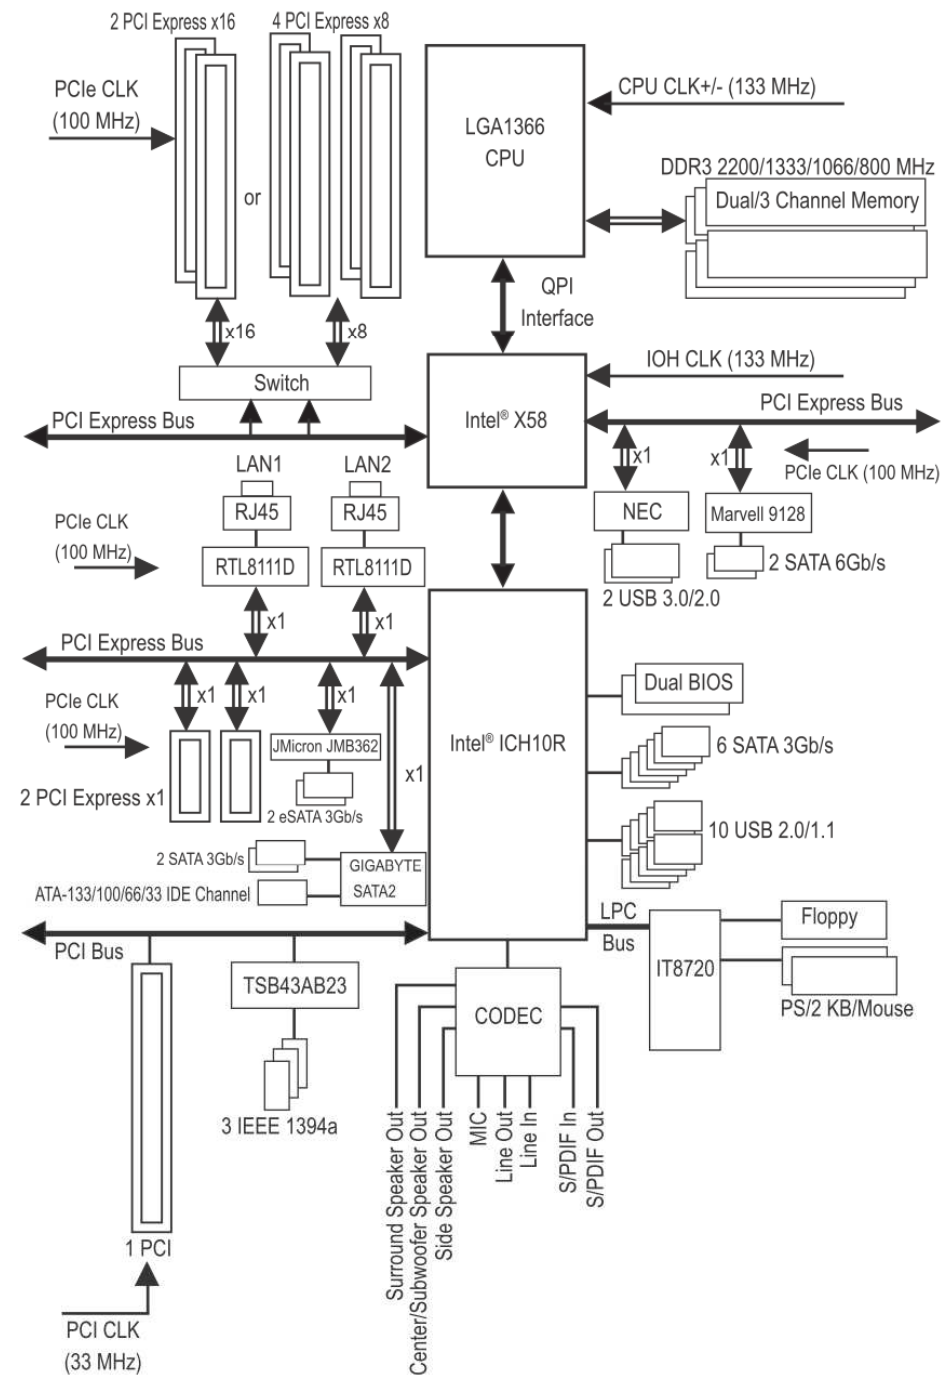 2 PCI Express x16
4 PCI Express x8
PCIe CLK
(100 MHz)
or
x16
x8
Switch
PCI Express Bus
LGA1366
CPU
CPU CLK+/- (133 MHz)
DDR3 2200/1333/1066/800 MHz
Dual/3 Channel Memory
QPI
Interface
Intel® X58
IOH CLK (133 MHz)
PCI Express Bus
x1
x1
PCIe CLK (100 MHz)
NEC
Marvell 9128
2 USB 3.0/2.0
2 SATA 6Gb/s
LAN1
LAN2
RJ45
RJ45
PCIe CLK
(100 MHz)
RTL8111D
RTL8111D
x1
x1
PCI Express Bus
x1
x1
x1
x1
PCIe CLK
(100 MHz)
2 PCI Express x1
JMicron JMB362
2 eSATA 3Gb/s
2 SATA 3Gb/s
ATA-133/100/66/33 IDE Channel
GIGABYTE
SATA2
Intel® ICH10R
Dual BIOS
6 SATA 3Gb/s
10 USB 2.0/1.1
LPC
Bus
IT8720
Floppy
PS/2 KB/Mouse
PCI Bus
TSB43AB23
3 IEEE 1394a
CODEC
Surround Speaker Out
Center/Subwoofer Speaker Out
Side Speaker Out
MIC
Line Out
Line In
S/PDIF In
S/PDIF Out
1 PCI
PCI CLK
(33 MHz)